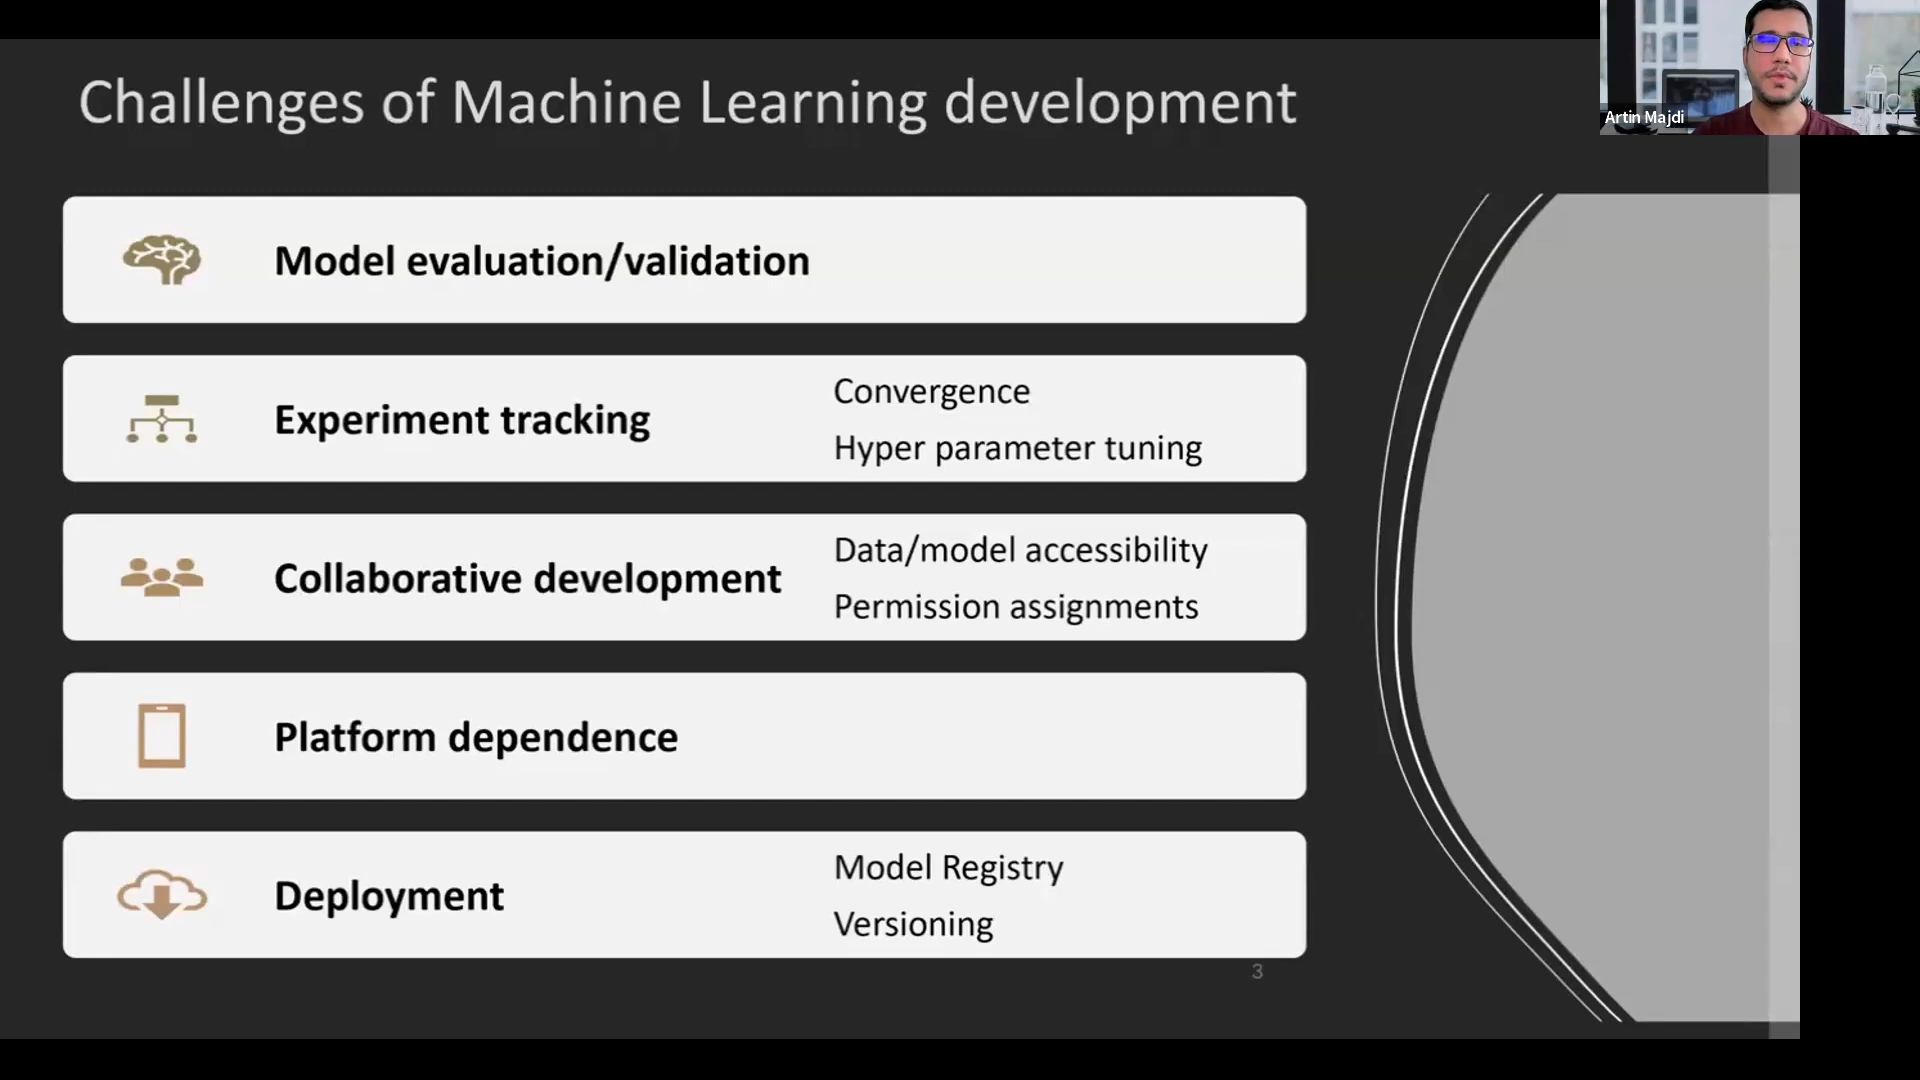 Challenges of Machine Learning development
Artin Majdi
Model evaluation/validation
Experiment tracking
Convergence
Hyper parameter tuning
Collaborative development
Data/model accessibility
Permission assignments
Platform dependence
Deployment
Model Registry
Versioning
3